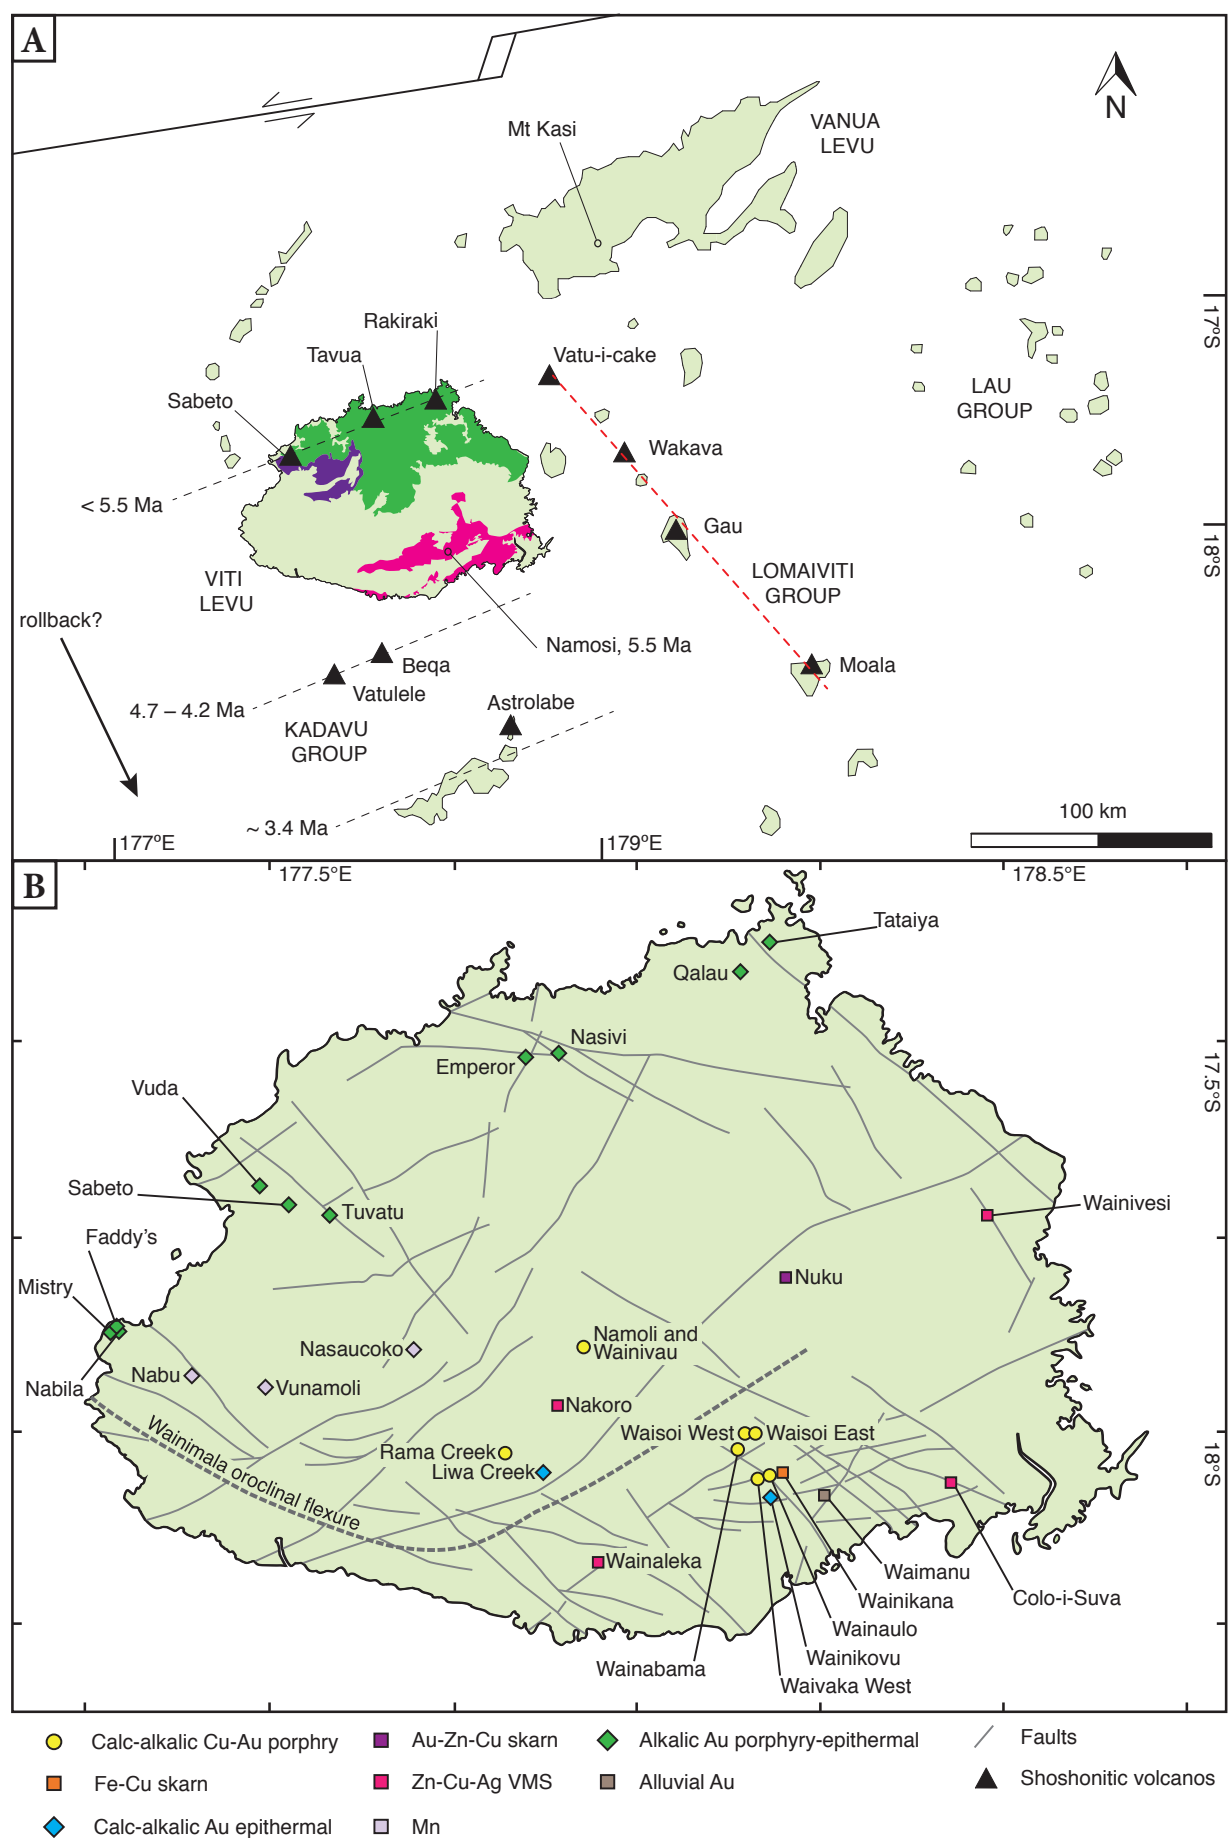 A
N
Mt Kasi
VANUA
LEVU
Rakiraki
Tavua
Sabeto
Vatu-i-cake
17ºS
LAU
GROUP
Wakava
< 5.5 Ma
Gau
18ºS
VITI
LEVU
LOMAIVITI
GROUP
rollback?
Namosi, 5.5 Ma
Beqa
Moala
Vatulele
4.7 – 4.2 Ma
Astrolabe
KADAVU
GROUP
~ 3.4 Ma
100 km
177ºE
179ºE
B
177.5°E
178.5°E
Tataiya
Qalau
Nasivi
Emperor
17.5°S
Vuda
Sabeto
Tuvatu
Wainivesi
Faddy's
Mistry
Nuku
Namoli and
Wainivau
Nasaucoko
Nabu
Vunamoli
Nabila
Nakoro
Waisoi West
Waisoi East
Wainimala oroclinal flexure
Rama Creek
Liwa Creek
18°S
Wainaleka
Waimanu
Wainikana
Colo-i-Suva
Wainaulo
Wainikovu
Wainabama
Waivaka West
Calc-alkalic Cu-Au porphry
Au-Zn-Cu skarn
Alkalic Au porphyry-epithermal
Faults
Fe-Cu skarn
Zn-Cu-Ag VMS
Alluvial Au
Shoshonitic volcanos
Calc-alkalic Au epithermal
Mn